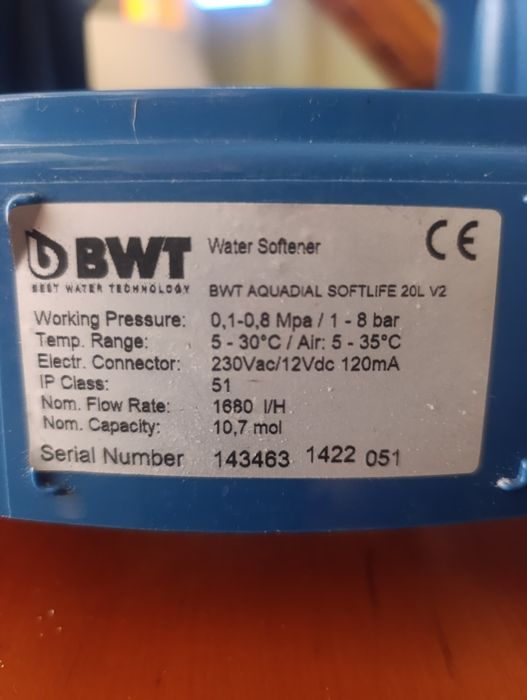 BWT Water Softener CE
BEST WATER TECHNOLOGY BWT AQUADIAL SOFTLIFE 20L V2
Working Pressure: 0,1-0,8 Mpa / 1 - 8 bar
Temp. Range: 5 - 30°C / Air: 5 - 35°C
Electr. Connector: 230Vac/12Vdc 120mA
IP Class: 51
Nom. Flow Rate: 1680 l/H
Nom. Capacity: 10,7 mol
Serial Number 143463 1422 051